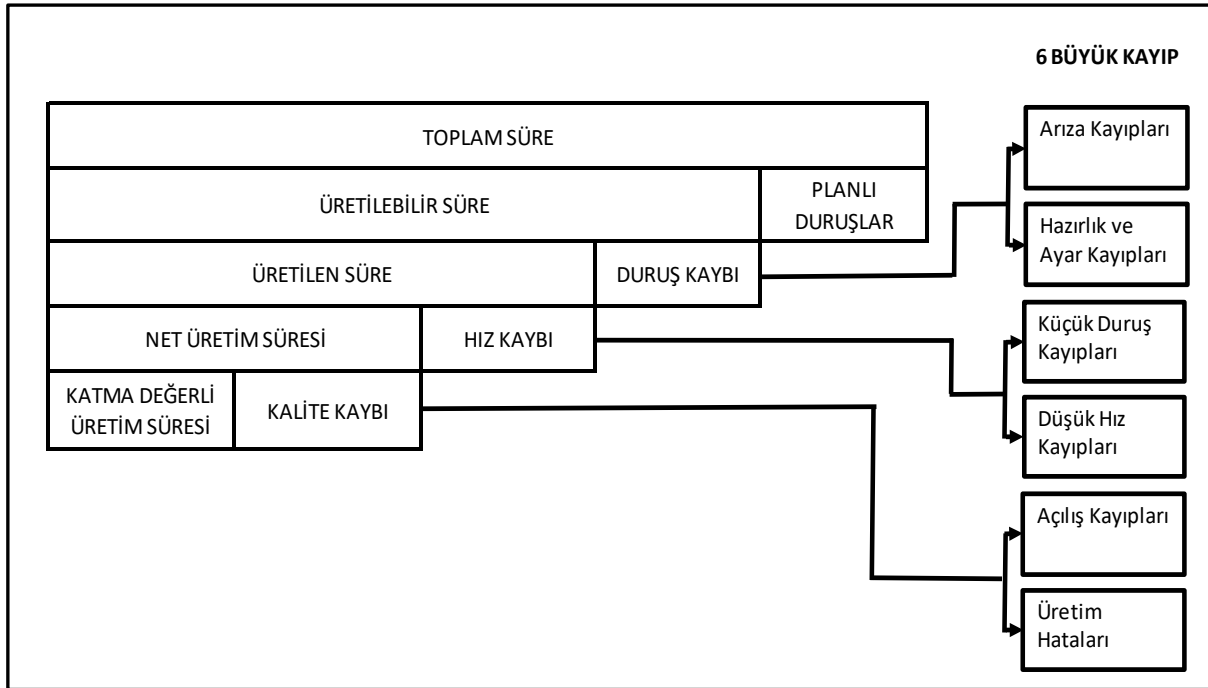 6 BÜYÜK KAYIP
TOPLAM SÜRE
ÜRETİLEBİLİR SÜRE
PLANLI
DURUŞLAR
ÜRETİLEN SÜRE
DURUŞ KAYBI
NET ÜRETİM SÜRESİ
HIZ KAYBI
KATMA DEĞERLİ
ÜRETİM SÜRESİ
KALİTE KAYBI
Arıza Kayıpları
Hazırlık ve
Ayar Kayıpları
Küçük Duruş
Kayıpları
Düşük Hız
Kayıpları
Açılış Kayıpları
Üretim
Hataları